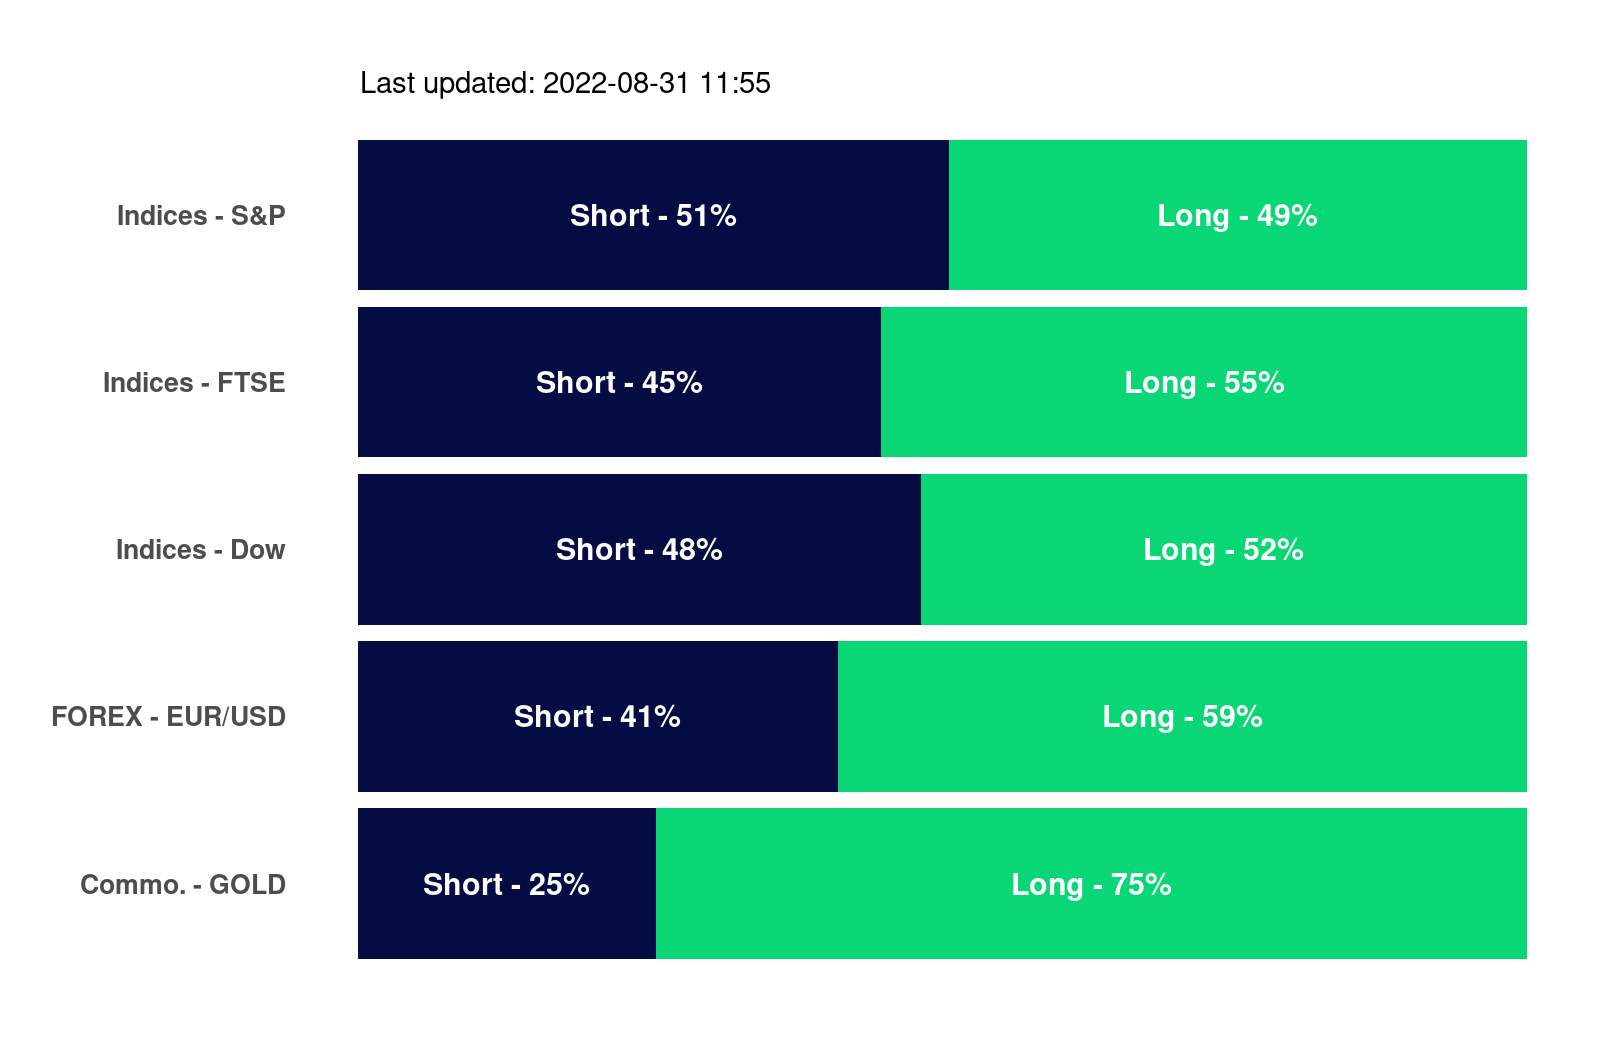 Last updated: 2022-08-31 11:55
Indices - S&P Short - 51% Long - 49%
Indices - FTSE Short - 45% Long - 55%
Indices - Dow Short - 48% Long - 52%
FOREX - EUR/USD Short - 41% Long - 59%
Commo. - GOLD Short - 25% Long - 75%